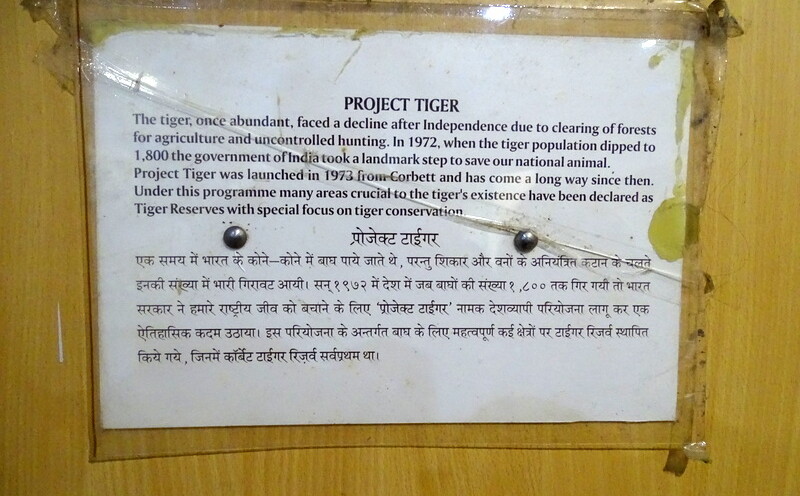 PROJECT TIGER
The tiger, once abundant, faced a decline after Independence due to clearing of forests
for agriculture and uncontrolled hunting. In 1972, when the tiger population dipped to
1,800 the government of India took a landmark step to save our national animal.
Project Tiger was launched in 1973 from Corbett and has come a long way since then.
Under this programme many areas crucial to the tiger's existence have been declared as
Tiger Reserves with special focus on tiger conservation.
प्रोजेक्ट टाईगर
एक समय में भारत के कोने–कोने में बाघ पाये जाते थे , परन्तु शिकार और वनों के अनियंत्रित कटान के चलते
इनकी संख्या में भारी गिरावट आयी। सन् १९७२ में देश में जब बाघों की संख्या १ ,८०० तक गिर गयी तो भारत
सरकार ने हमारे राष्ट्रीय जीव को बचाने के लिए 'प्रोजेक्ट टाईगर' नामक देशव्यापी परियोजना लागू कर एक
ऐतिहासिक कदम उठाया। इस परियोजना के अन्तर्गत बाघ के लिए महत्वपूर्ण कई क्षेत्रों पर टाईगर रिजर्व स्थापित
किये गये , जिनमें कॉर्बेट टाईगर रिज़र्व सर्वप्रथम था।